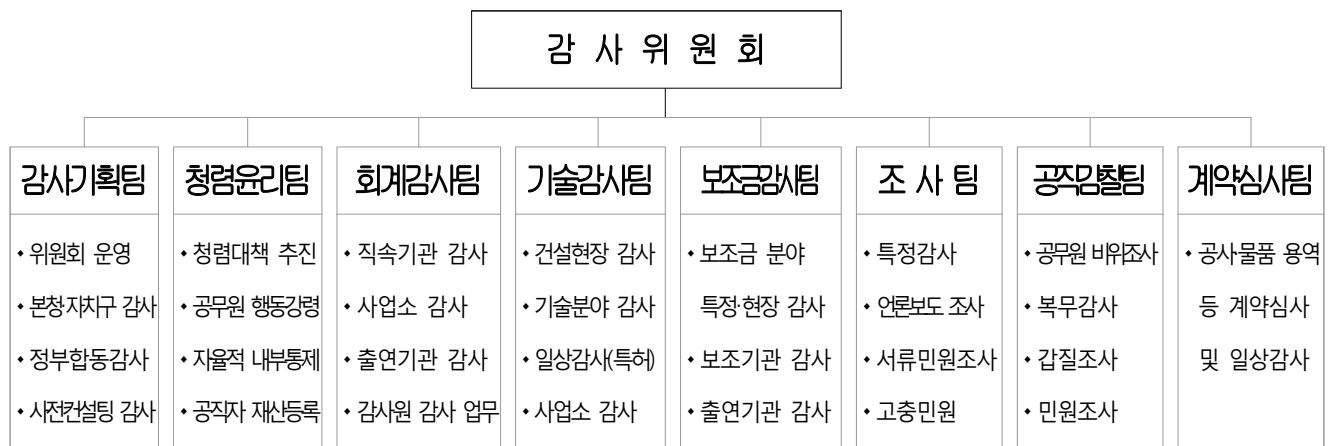 감 사 위 원 회
감사기획팀
◆ 위원회 운영
◆ 본청·자치구 감사
◆ 정부합동감사
◆ 사전컨설팅 감사
청렴윤리팀
◆ 청렴대책 추진
◆ 공무원 행동강령
◆ 자율적 내부통제
◆ 공직자 재산등록
회계감사팀
◆ 직속기관 감사
◆ 사업소 감사
◆ 출연기관 감사
◆ 감사원 감사 업무
기술감사팀
◆ 건설현장 감사
◆ 기술분야 감사
◆ 일상감사(특허)
◆ 사업소 감사
보조금감사팀
◆ 보조금 분야
특정·현장 감사
◆ 보조기관 감사
◆ 출연기관 감사
조 사 팀
◆ 특정감사
◆ 언론보도 조사
◆ 서류민원조사
◆ 고충민원
공직감찰팀
◆ 공무원 비위조사
◆ 복무감사
◆ 갑질조사
◆ 민원조사
계약심사팀
◆ 공사·물품 용역
등 계약심사
및 일상감사